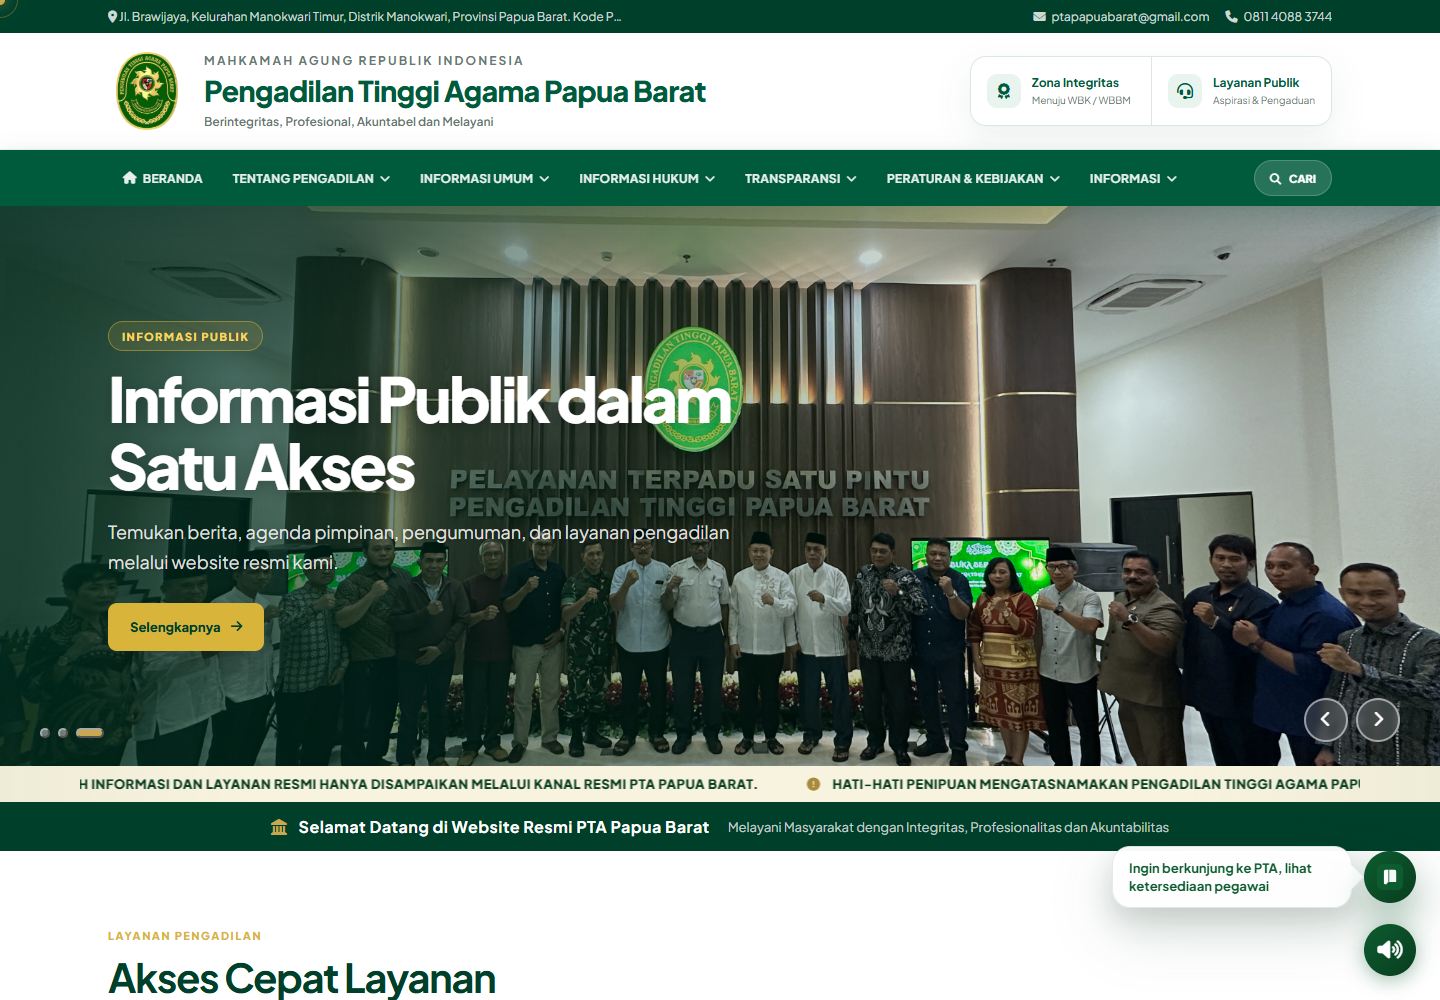 Jl. Brawijaya, Kelurahan Manokwari Timur, Distrik Manokwari, Provinsi Papua Barat. Kode P...
ptapapuabarat@gmail.com
0811 4088 3744
MAHKAMAH AGUNG REPUBLIK INDONESIA
Pengadilan Tinggi Agama Papua Barat
Berintegritas, Profesional, Akuntabel dan Melayani
Zona Integritas
Menuju WBK / WBBM
Layanan Publik
Aspirasi & Pengaduan
BERANDA
TENTANG PENGADILAN
INFORMASI UMUM
INFORMASI HUKUM
TRANSPARANSI
PERATURAN & KEBIJAKAN
INFORMASI
CARI
INFORMASI PUBLIK
Informasi Publik dalam
Satu Akses
PELAYANAN TERPADU SATU PINTU
PENGADILAN TINGGI PAPUA BARAT
Temukan berita, agenda pimpinan, pengumuman, dan layanan pengadilan
melalui website resmi kami.
Selengkapnya
H INFORMASI DAN LAYANAN RESMI HANYA DISAMPAIKAN MELALUI KANAL RESMI PTA PAPUA BARAT.
HATI-HATI PENIPUAN MENGATASNAMAKAN PENGADILAN TINGGI AGAMA PAPU
Selamat Datang di Website Resmi PTA Papua Barat
Melayani Masyarakat dengan Integritas, Profesionalitas dan Akuntabilitas
Ingin berkunjung ke PTA, lihat
ketersediaan pegawai
LAYANAN PENGADILAN
Akses Cepat Layanan